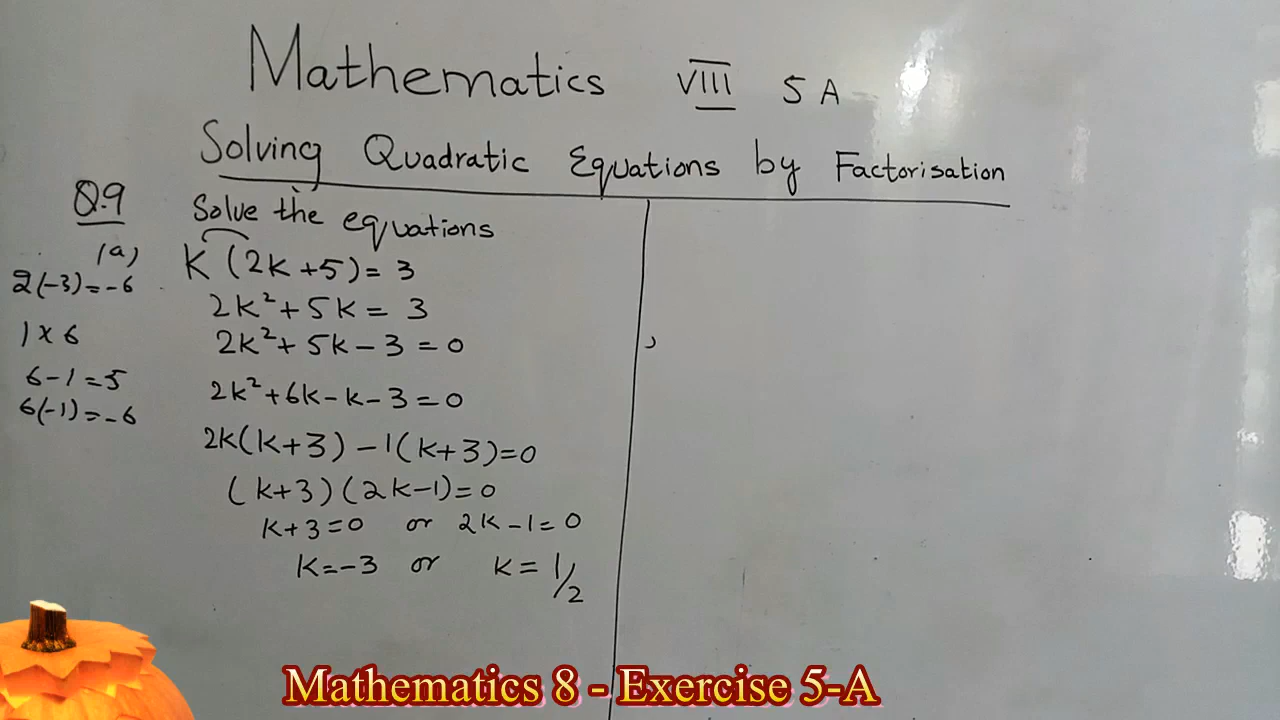 Mathematics VIII 5 A
Solving Quadratic Equations by Factorisation
Q.9 Solve the equations
(a) K (2K+5) = 3
2(-3)=-6
2K²+5K = 3
1 x 6
2K²+5K-3=0
6-1=5
2K²+6K-K-3=0
6(-1)=-6
2K(K+3)-1(K+3)=0
(K+3)(2K-1)=0
K+3=0 or 2K-1=0
K=-3 or K=1/2
Mathematics 8 - Exercise 5-A